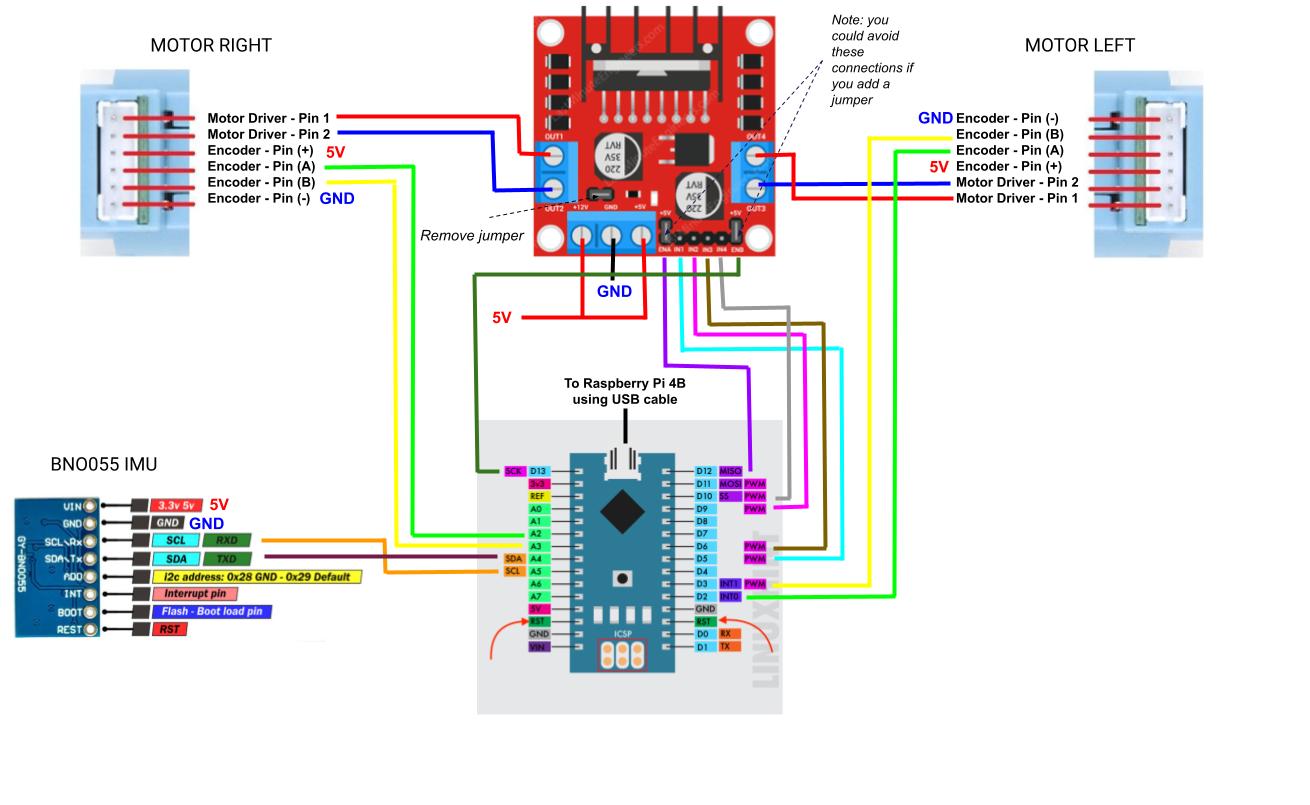 MOTOR RIGHT
Motor Driver - Pin 1
Motor Driver - Pin 2
Encoder - Pin (+) 5V
Encoder - Pin (A)
Encoder - Pin (B)
Encoder - Pin (-) GND
Note: you
could avoid
these
connections if
you add a
jumper
MOTOR LEFT
GND Encoder - Pin (-)
Encoder - Pin (B)
Encoder - Pin (A)
5V Encoder - Pin (+)
Motor Driver - Pin 2
Motor Driver - Pin 1
OUT1
OUT4
220
35V
RVT
220
35V
RVT
OUT2
+12V
GND
+5V
+5V
+5V
OUT3
ENA
IN1
IN2
IN3
IN4
Remove jumper
GND
5V
To Raspberry Pi 4B
using USB cable
BNO055 IMU
GY-BNO055
VIN 3.3v 5v 5V
GND GND GND
SCL\Rx SCL RXD
SDA\Tx SDA TXD
ADD i2c address: 0x28 GND - 0x29 Default
INT Interrupt pin
BOOT Flash - Boot load pin
REST RST
SCK D13
3v3
REF
A0
A1
A2
A3
SDA A4
SCL A5
A6
A7
5V
RST
GND
VIN
ICSP
D12 MISO
D11 MOSI PWM
D10 SS PWM
D9 PWM
D8
D7
D6 PWM
D5 PWM
D4
D3 INT1 PWM
D2 INT0
GND
RST
D0 RX
D1 TX